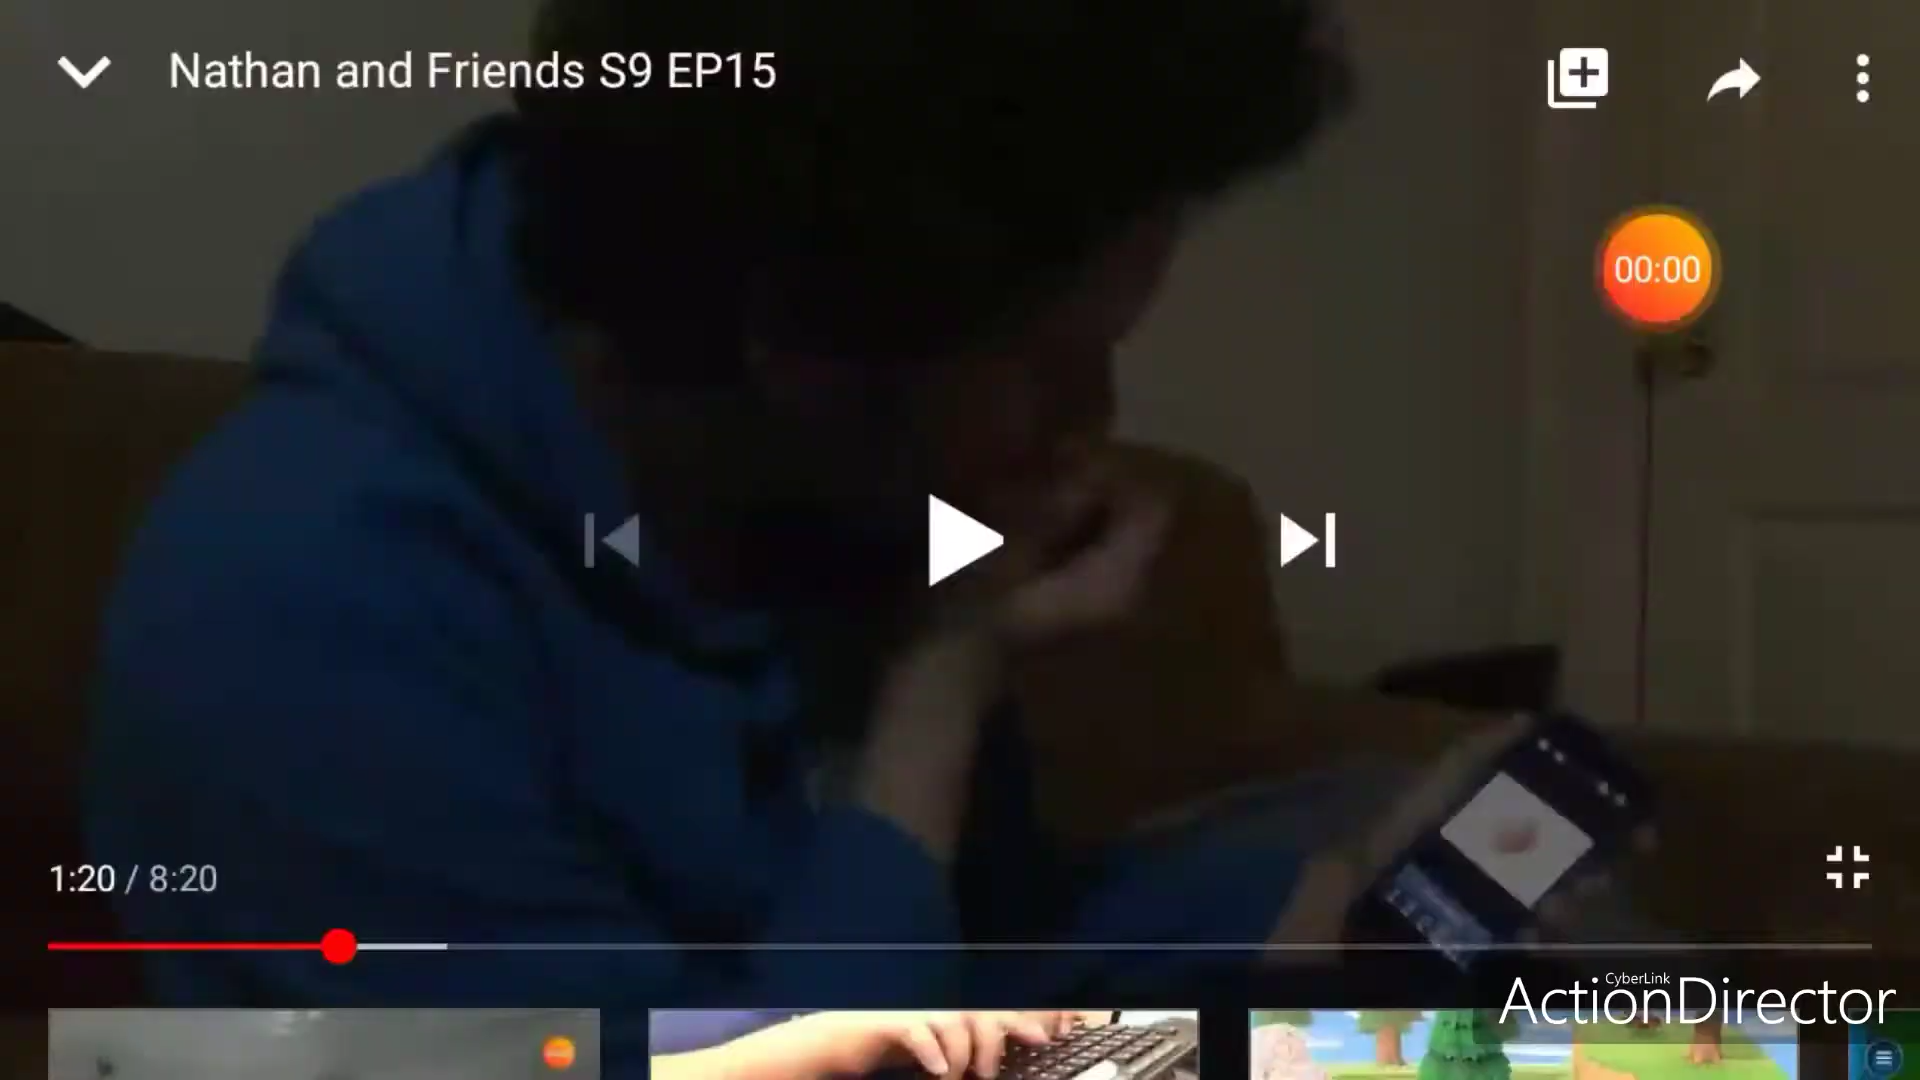 Nathan and Friends S9 EP15
00:00
1:20 / 8:20
CyberLink
ActionDirector